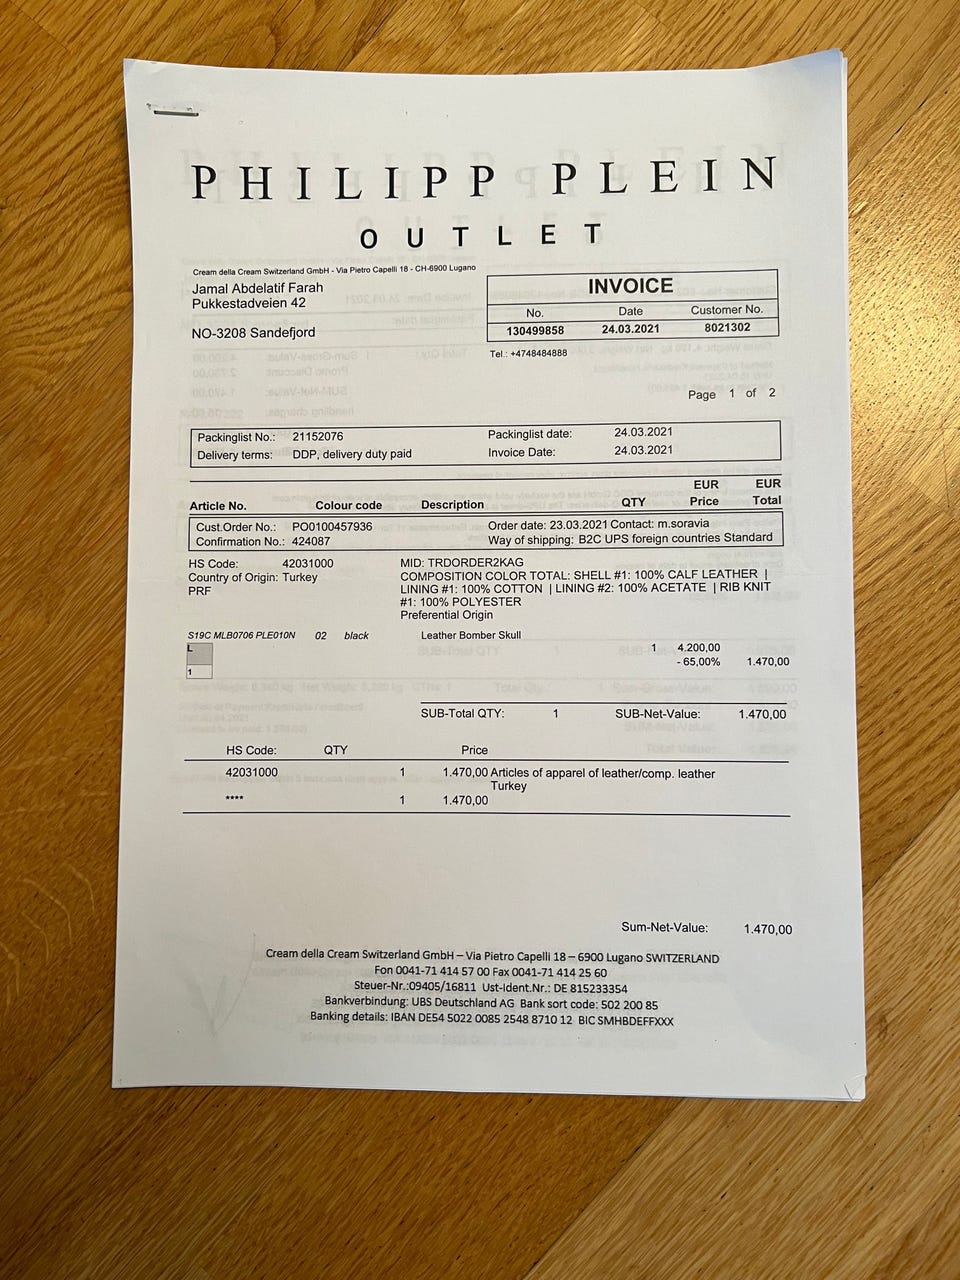 PHILIPP PLEIN
OUTLET
Cream della Cream Switzerland GmbH - Via Pietro Capelli 18 - CH-6900 Lugano
Jamal Abdelatif Farah
Pukkestadveien 42
NO-3208 Sandefjord
INVOICE
No. Date Customer No.
130499858 24.03.2021 8021302
Tel.: +4748484888
Page 1 of 2
Packinglist No.: 21152076 Packinglist date: 24.03.2021
Delivery terms: DDP, delivery duty paid Invoice Date: 24.03.2021
EUR EUR
Article No. Colour code Description QTY Price Total
Cust.Order No.: PO0100457936 Order date: 23.03.2021 Contact: m.soravia
Confirmation No.: 424087 Way of shipping: B2C UPS foreign countries Standard
HS Code: 42031000 MID: TRDORDER2KAG
Country of Origin: Turkey COMPOSITION COLOR TOTAL: SHELL #1: 100% CALF LEATHER |
PRF LINING #1: 100% COTTON | LINING #2: 100% ACETATE | RIB KNIT
#1: 100% POLYESTER
Preferential Origin
S19C MLB0706 PLE010N 02 black Leather Bomber Skull
L 1 4.200,00
- 65,00% 1.470,00
1
SUB-Total QTY: 1 SUB-Net-Value: 1.470,00
HS Code: QTY Price
42031000 1 1.470,00 Articles of apparel of leather/comp. leather
Turkey
**** 1 1.470,00
Sum-Net-Value: 1.470,00
Cream della Cream Switzerland GmbH – Via Pietro Capelli 18 – 6900 Lugano SWITZERLAND
Fon 0041-71 414 57 00 Fax 0041-71 414 25 60
Steuer-Nr.:09405/16811 Ust-Ident.Nr.: DE 815233354
Bankverbindung: UBS Deutschland AG Bank sort code: 502 200 85
Banking details: IBAN DE54 5022 0085 2548 8710 12 BIC SMHBDEFFXXX